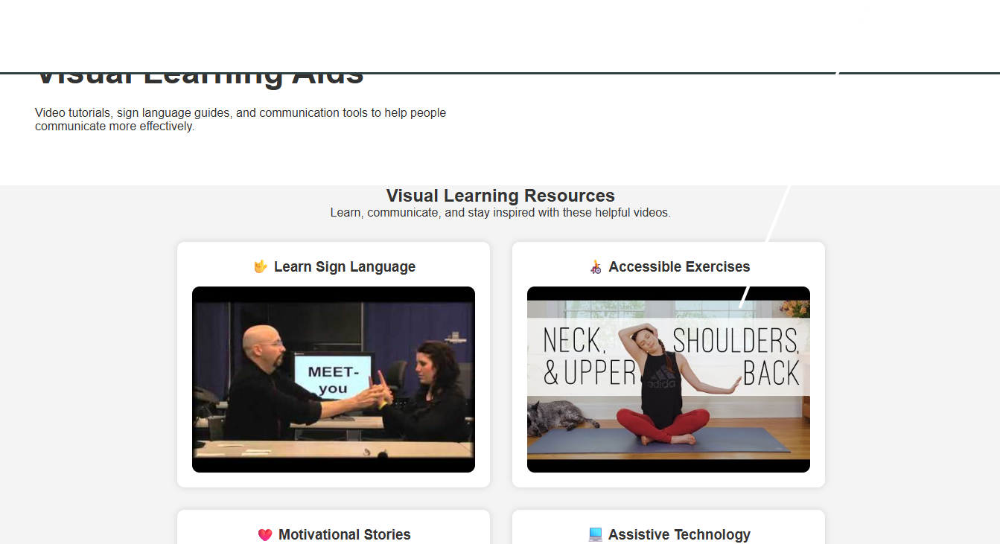 Visual Learning Aids
Video tutorials, sign language guides, and communication tools to help people
communicate more effectively.
Visual Learning Resources
Learn, communicate, and stay inspired with these helpful videos.
🤟 Learn Sign Language
👩‍🦽 Accessible Exercises
MEET-
you
NECK, SHOULDERS,
& UPPER BACK
adidas
❤️ Motivational Stories
💻 Assistive Technology